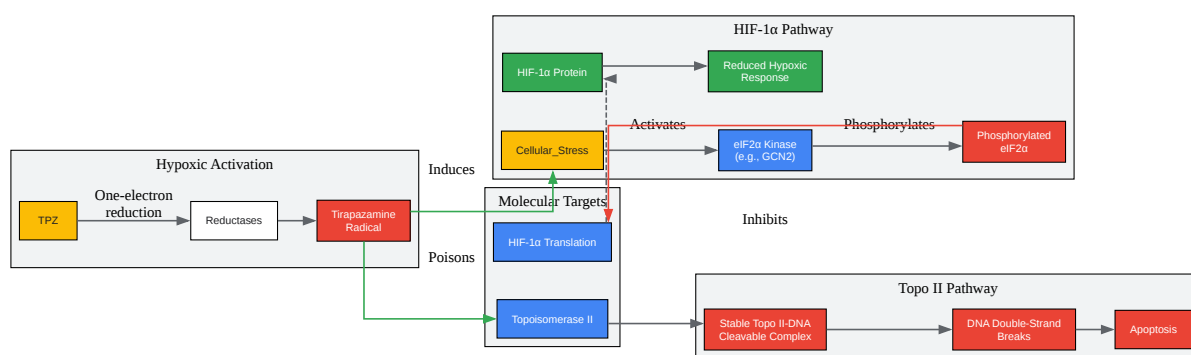 HIF-1α Pathway
HIF-1α Protein
Reduced Hypoxic
Response
Activates
Phosphorylates
Cellular_Stress
eIF2α Kinase
(e.g., GCN2)
Phosphorylated
eIF2α
Hypoxic Activation
Induces
One-electron
reduction
TPZ
Reductases
Tirapazamine
Radical
Molecular Targets
Inhibits
HIF-1α Translation
Poisons
Topoisomerase II
Topo II Pathway
Stable Topo II-DNA
Cleavable Complex
DNA Double-Strand
Breaks
Apoptosis